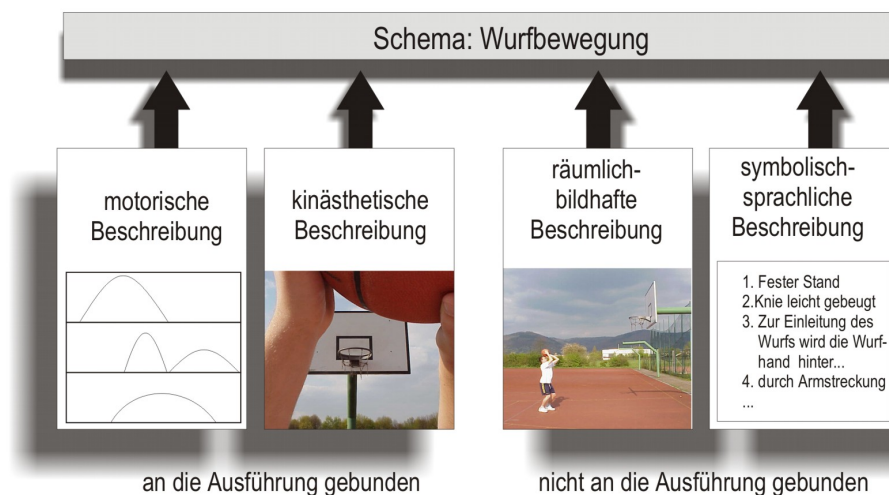 Schema: Wurfbewegung
motorische
Beschreibung
kinästhetische
Beschreibung
räumlich-
bildhafte
Beschreibung
symbolisch-
sprachliche
Beschreibung
1. Fester Stand
2.Knie leicht gebeugt
3. Zur Einleitung des
Wurfs wird die Wurf-
hand hinter...
4. durch Armstreckung
...
an die Ausführung gebunden
nicht an die Ausführung gebunden